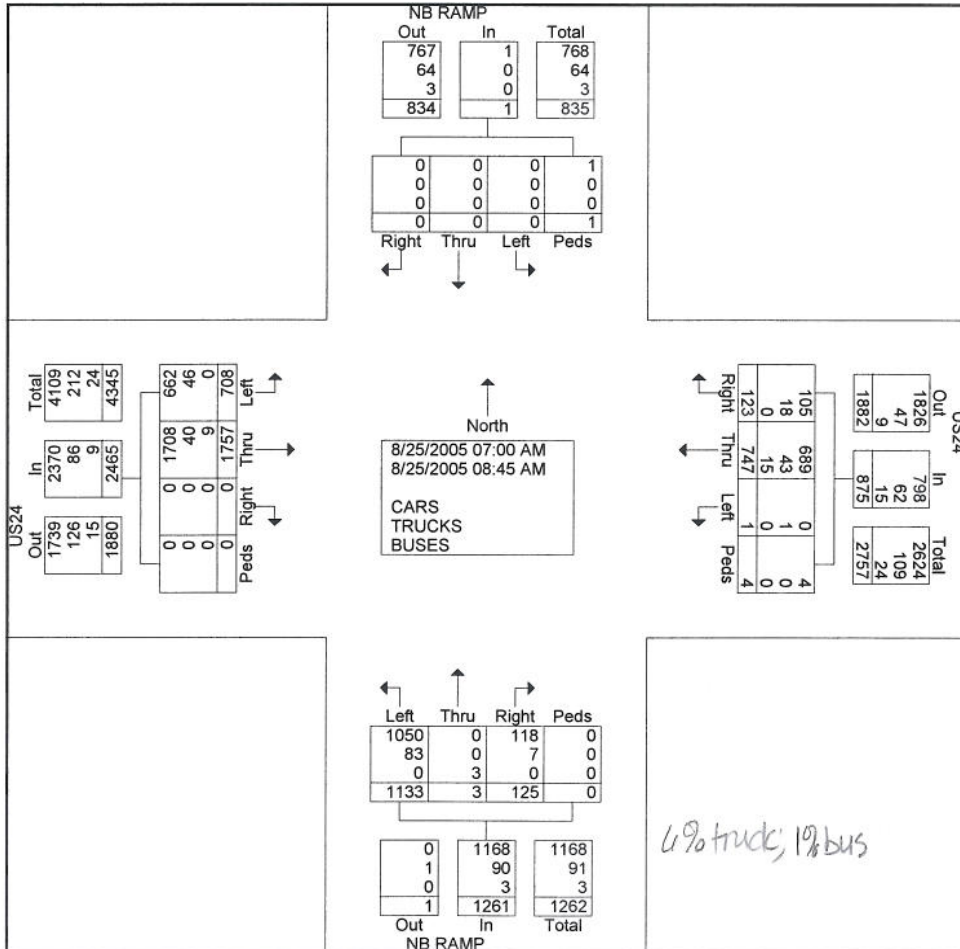 NB RAMP
Out In Total
767 1 768
64 0 64
3 0 3
834 1 835
0 0 0 1
0 0 0 0
0 0 0 0
0 0 0 1
Right Thru Left Peds
Total
4109
212
24
4345
In
2370
86
9
2465
US24
Out
1739
126
15
1880
662 46 0 708 Left
1708 40 9 1757 Thru
0 0 0 0 Right
0 0 0 0 Peds
North
8/25/2005 07:00 AM
8/25/2005 08:45 AM
CARS
TRUCKS
BUSES
Right 123 0 18 105
Thru 747 15 43 689
Left 1 0 1 0
Peds 4 0 0 4
US24
Out
1826
47
9
1882
In
798
62
15
875
Total
2624
109
24
2757
Left Thru Right Peds
1050 0 118 0
83 0 7 0
0 3 0 0
1133 3 125 0
0 1168 1168
1 90 91
0 3 3
1 1261 1262
Out In Total
NB RAMP
% truck, 1% bus